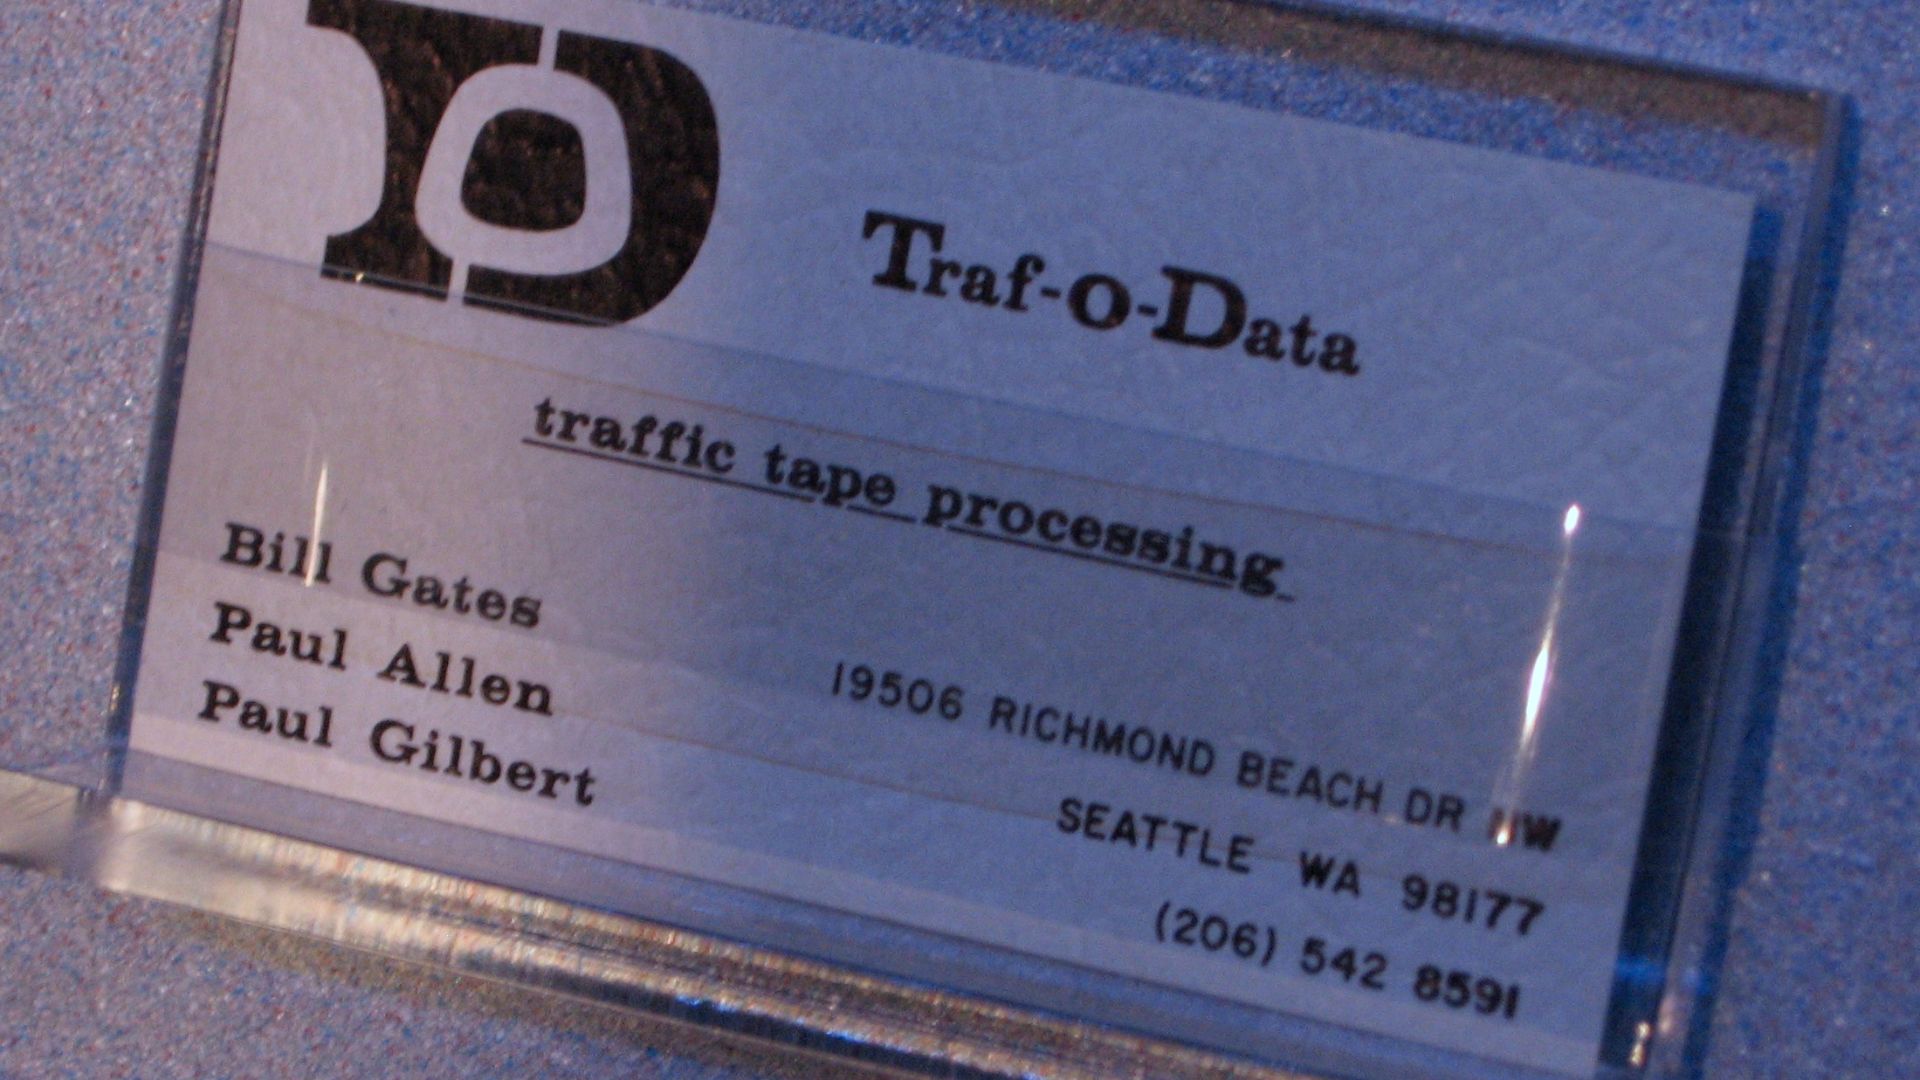 Traf-o-Data
traffic tape processing
Bill Gates
Paul Allen
Paul Gilbert
19506 RICHMOND BEACH DR NW
SEATTLE WA 98177
(206) 542 8591